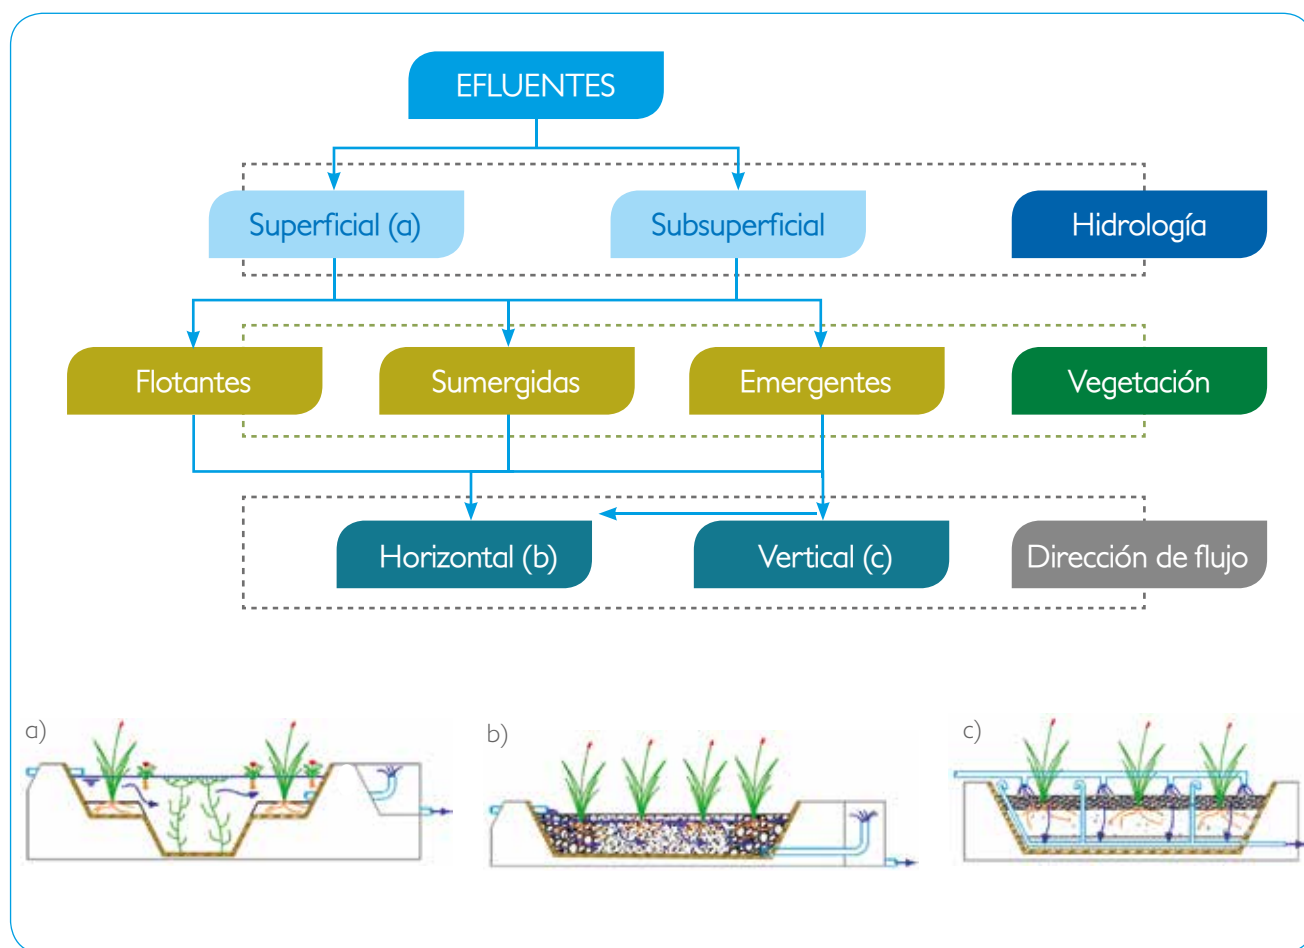 EFLUENTES
Superficial (a)
Subsuperficial
Hidrología
Flotantes
Sumergidas
Emergentes
Vegetación
Horizontal (b)
Vertical (c)
Dirección de flujo
a)
b)
c)